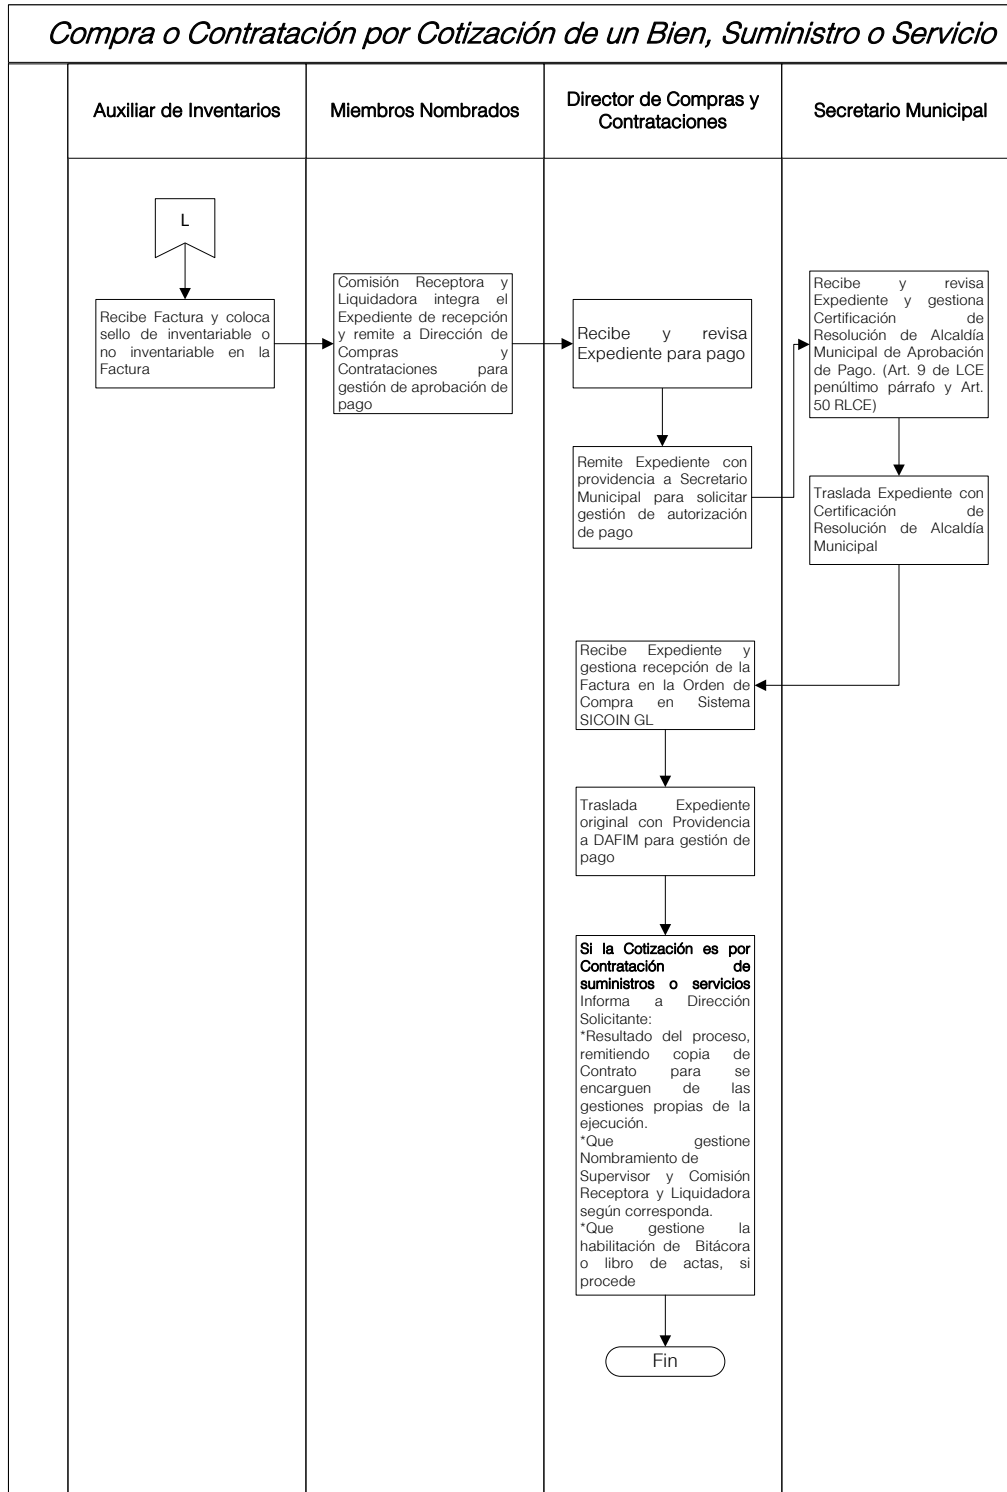 Compra o Contratación por Cotización de un Bien, Suministro o Servicio
Auxiliar de Inventarios
Miembros Nombrados
Director de Compras y
Contrataciones
Secretario Municipal
L
Recibe Factura y coloca
sello de inventariable o
no inventariable en la
Factura
Comisión Receptora y
Liquidadora integra el
Expediente de recepción
y remite a Dirección de
Compras y
Contrataciones para
gestión de aprobación de
pago
Recibe y revisa
Expediente para pago
Remite Expediente con
providencia a Secretario
Municipal para solicitar
gestión de autorización
de pago
Recibe y revisa
Expediente y gestiona
Certificación de
Resolución de Alcaldía
Municipal de Aprobación
de Pago. (Art. 9 de LCE
penúltimo párrafo y Art.
50 RLCE)
Traslada Expediente con
Certificación de
Resolución de Alcaldía
Municipal
Recibe Expediente y
gestiona recepción de la
Factura en la Orden de
Compra en Sistema
SICOIN GL
Traslada Expediente
original con Providencia
a DAFIM para gestión de
pago
Si la Cotización es por
Contratación de
suministros o servicios
Informa a Dirección
Solicitante:
*Resultado del proceso,
remitiendo copia de
Contrato para se
encarguen de las
gestiones propias de la
ejecución.
*Que gestione
Nombramiento de
Supervisor y Comisión
Receptora y Liquidadora
según corresponda.
*Que gestione la
habilitación de Bitácora
o libro de actas, si
procede
Fin